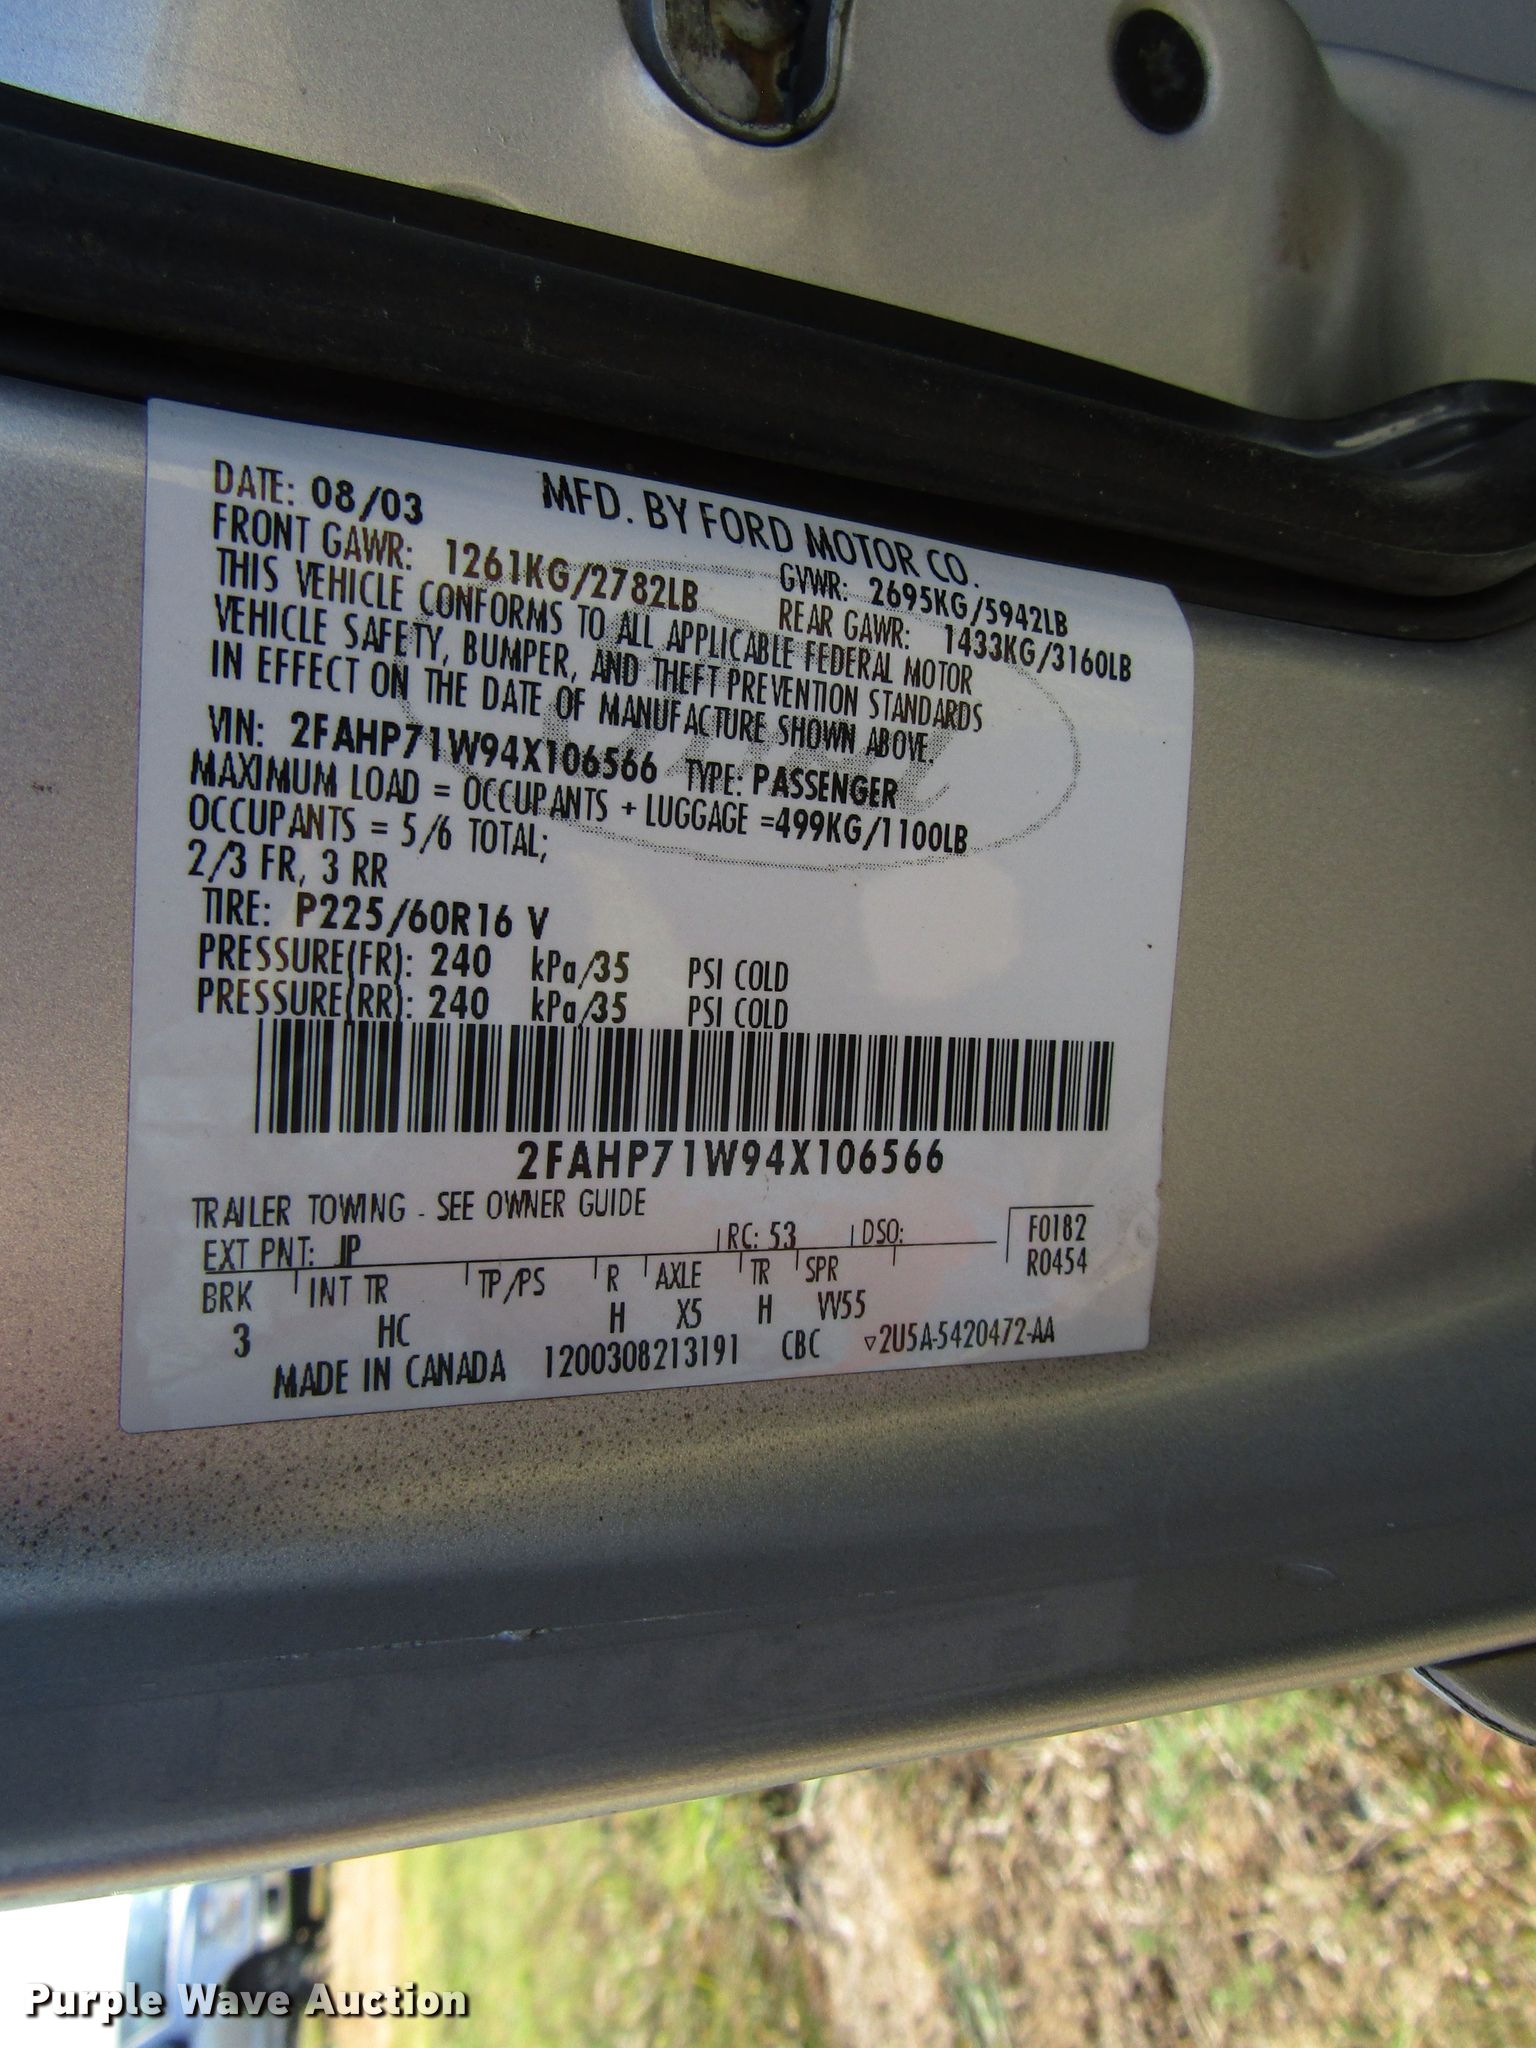 MFD. BY FORD MOTOR CO.
DATE: 08/03 GVWR: 2695KG/5942LB
FRONT GAWR: 1261KG/2782LB REAR GAWR: 1433KG/3160LB
THIS VEHICLE CONFORMS TO ALL APPLICABLE FEDERAL MOTOR
VEHICLE SAFETY, BUMPER, AND THEFT PREVENTION STANDARDS
IN EFFECT ON THE DATE OF MANUFACTURE SHOWN ABOVE.
VIN: 2FAHP71W94X106566 TYPE: PASSENGER
MAXIMUM LOAD = OCCUPANTS + LUGGAGE =499KG/1100LB
OCCUPANTS = 5/6 TOTAL;
2/3 FR, 3 RR
TIRE: P225/60R16 V
PRESSURE(FR): 240 kPa/35 PSI COLD
PRESSURE(RR): 240 kPa/35 PSI COLD
2FAHP71W94X106566
TRAILER TOWING - SEE OWNER GUIDE
EXT PNT: JP RC: 53 DSO: F0182
R0454
BRK INT TR TP/PS R AXLE TR SPR
3 HC H X5 H VV55
MADE IN CANADA 1200308213191 CBC ▿2U5A-5420472-AA
Purple Wave Auction